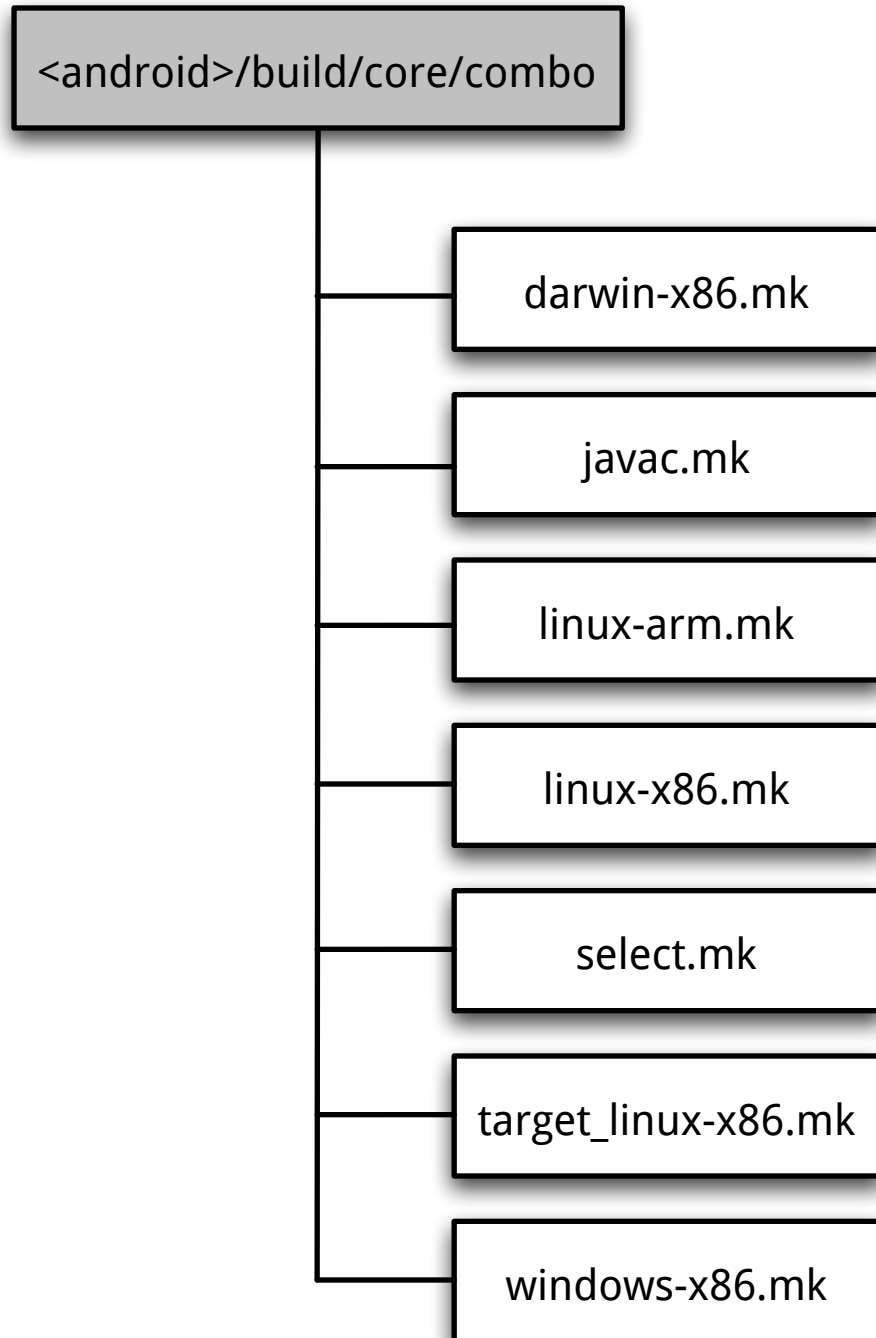 <android>/build/core/combo
darwin-x86.mk
javac.mk
linux-arm.mk
linux-x86.mk
select.mk
target_linux-x86.mk
windows-x86.mk